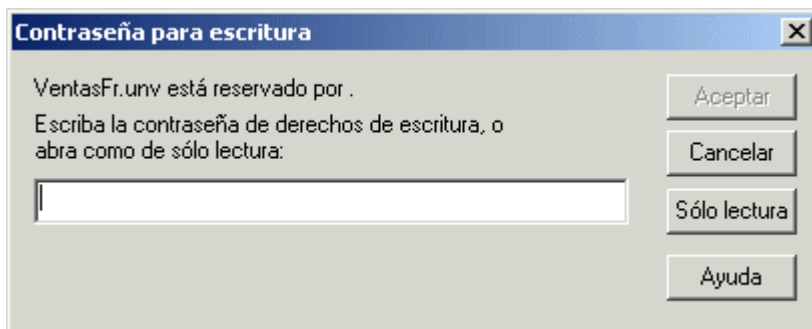 Contraseña para escritura
VentasFr.unv está reservado por .
Escriba la contraseña de derechos de escritura, o
abra como de sólo lectura:
Aceptar
Cancelar
Sólo lectura
Ayuda